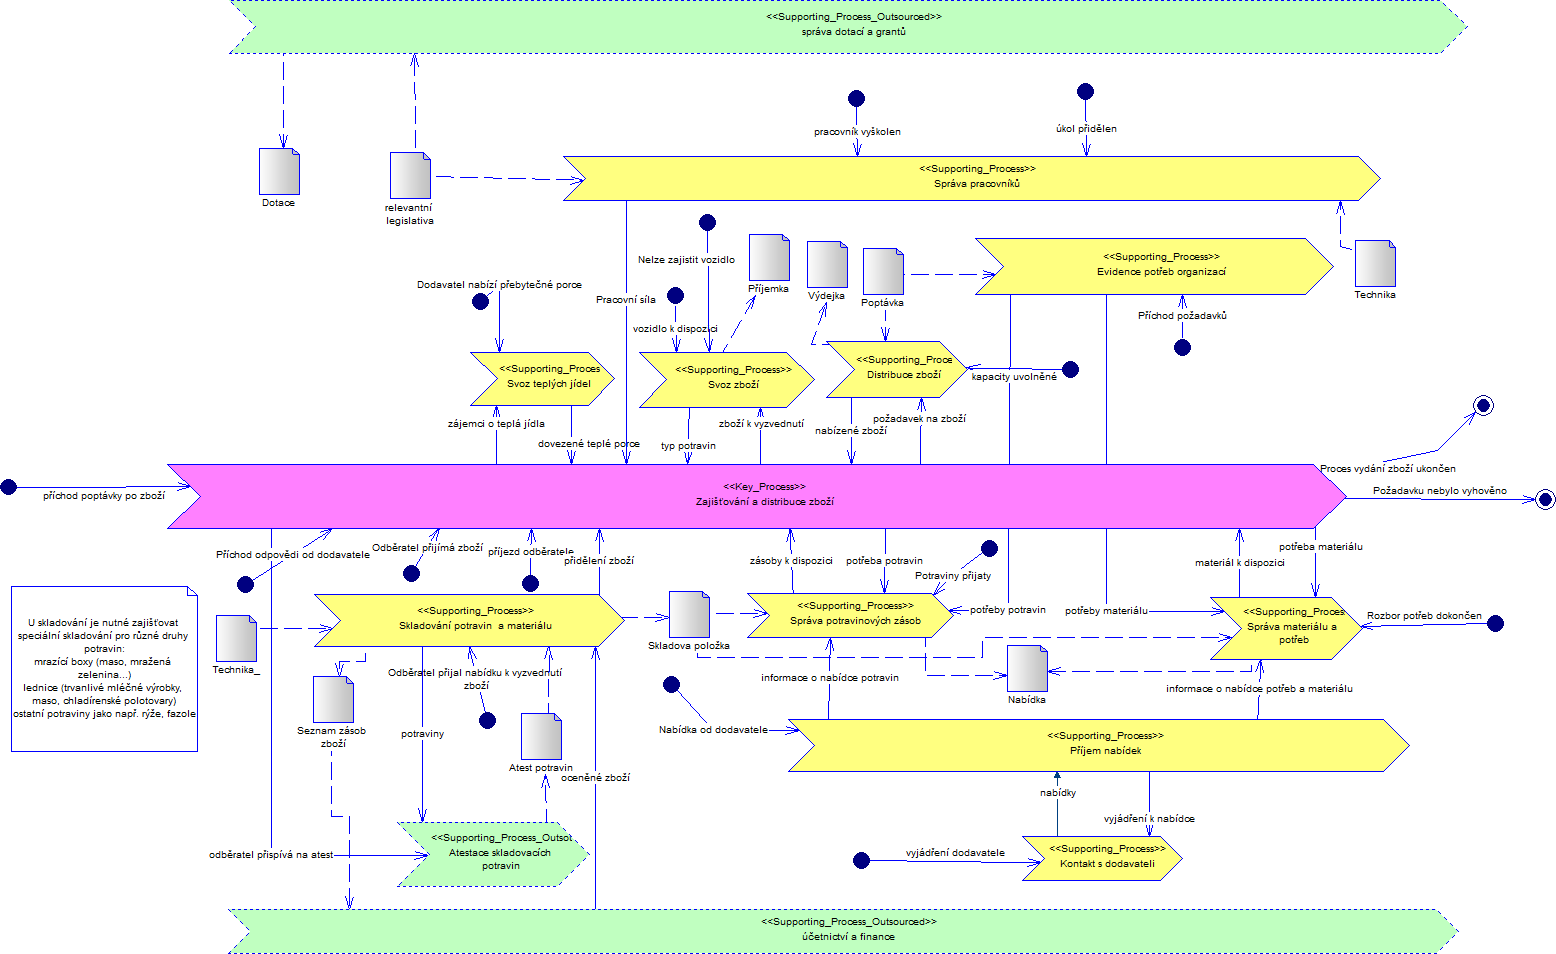 <<Supporting_Process_Outsourced>>
správa dotací a grantů
pracovník vyškolen
úkol přidělen
<<Supporting_Process>>
Správa pracovníků
Dotace
relevantní
legislativa
Nelze zajistit vozidlo
Příjemka
Výdejka
Poptávka
<<Supporting_Process>>
Evidence potřeb organizací
Technika
Dodavatel nabízí přebytečné porce
Pracovní síla
vozidlo k dispozici
Příchod požadavků
<<Supporting_Proces
Svoz teplých jídel
<<Supporting_Process>>
Svoz zboží
<<Supporting_Proce
Distribuce zboží
kapacity uvolněné
zájemci o teplá jídla
dovezené teplé porce
typ potravin
zboží k vyzvednutí
nabízené zboží
požadavek na zboží
Proces vydání zboží ukončen
příchod poptávky po zboží
<<Key_Process>>
Zajišťování a distribuce zboží
Požadavku nebylo vyhověno
Příchod odpovědi od dodavatele
Odběratel přijímá zboží
příjezd odběratele
přidělení zboží
zásoby k dispozici
potřeba potravin
Potraviny přijaty
materiál k dispozici
potřeba materiálu
U skladování je nutné zajišťovat
speciální skladování pro různé druhy
potravin:
mrazící boxy (maso, mražená
zelenina...)
lednice (trvanlivé mléčné výrobky,
maso, chladírenské polotovary)
ostatní potraviny jako např. rýže, fazole
Technika_
<<Supporting_Process>>
Skladování potravin  a materiálu
Skladova položka
<<Supporting_Process>>
Správa potravinových zásob
potřeby potravin
potřeby materiálu
<<Supporting_Proces
Správa materiálu a
potřeb
Rozbor potřeb dokončen
Odběratel přijal nabídku k vyzvednutí
zboží
informace o nabídce potravin
Nabídka
informace o nabídce potřeb a materiálu
Seznam zásob
zboží
potraviny
Atest potravin
oceněné zboží
Nabídka od dodavatele
<<Supporting_Process>>
Příjem nabídek
nabídky
vyjádření k nabídce
<<Supporting_Process_Outsot
Atestace skladovacích
potravin
odběratel přispívá na atest
vyjádření dodavatele
<<Supporting_Process>>
Kontakt s dodavateli
<<Supporting_Process_Outsourced>>
účetnictví a finance